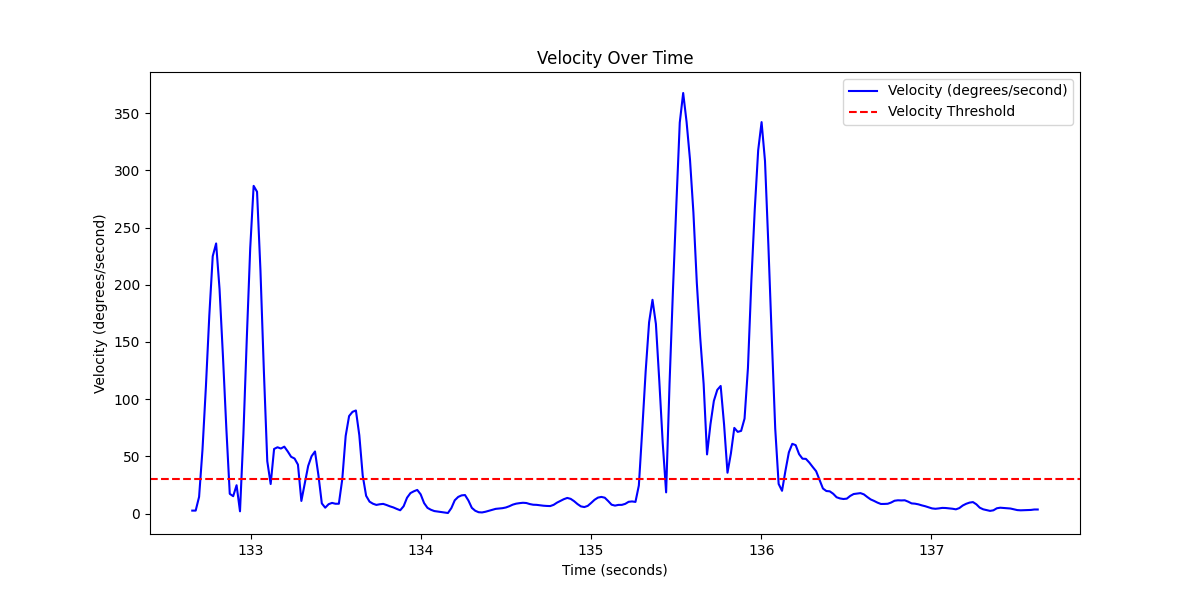 Velocity Over Time
Velocity (degrees/second)
Velocity Threshold
Velocity (degrees/second)
350
300
250
200
150
100
50
0
133 134 135 136 137
Time (seconds)